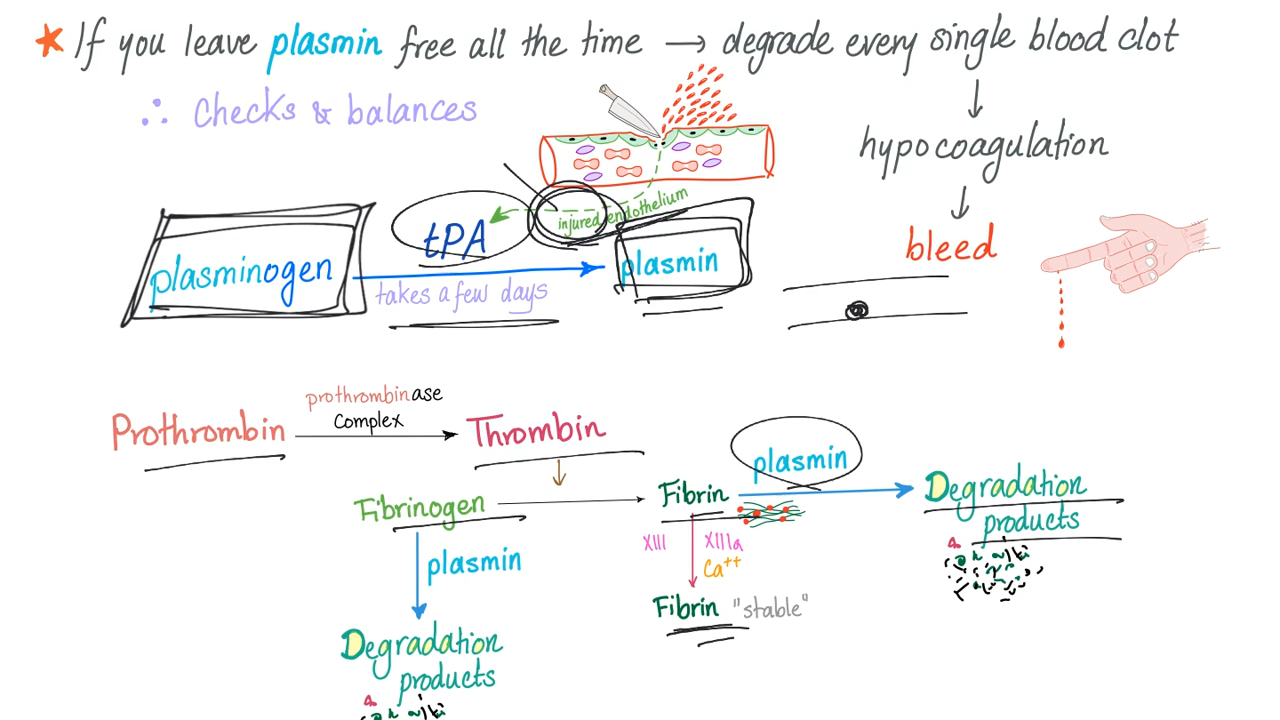 * If you leave plasmin free all the time → degrade every single blood clot
∴ Checks & balances
hypocoagulation
injured endothelium
tPA
bleed
plasminogen
plasmin
takes a few days
prothrombinase
Complex
Prothrombin
Thrombin
plasmin
Fibrinogen
Fibrin
Degradation
products
XIII
XIIIa
Ca⁺⁺
plasmin
Fibrin "stable"
Degradation
products